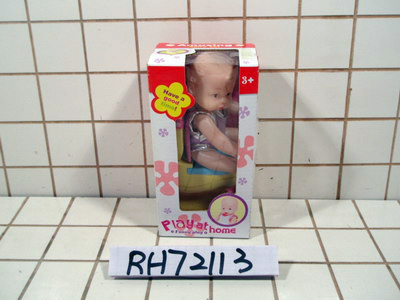 3+
Have a
good
time!
Play at
home
RH72113